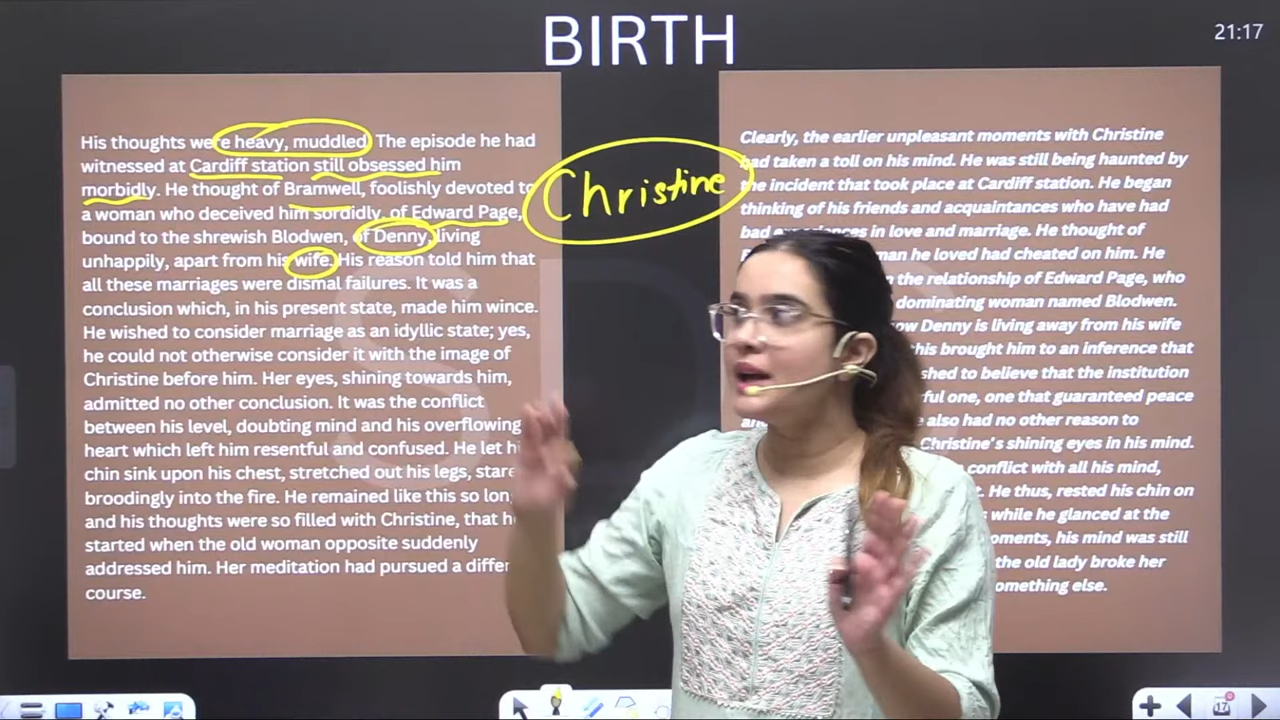 BIRTH
21:17
His thoughts were heavy, muddled. The episode he had
witnessed at Cardiff station still obsessed him
morbidly. He thought of Bramwell, foolishly devoted to
a woman who deceived him sordidly, of Edward Page,
bound to the shrewish Blodwen, of Denny, living
unhappily, apart from his wife. His reason told him that
all these marriages were dismal failures. It was a
conclusion which, in his present state, made him wince.
He wished to consider marriage as an idyllic state; yes,
he could not otherwise consider it with the image of
Christine before him. Her eyes, shining towards him,
admitted no other conclusion. It was the conflict
between his level, doubting mind and his overflowing
heart which left him resentful and confused. He let
chin sink upon his chest, stretched out his legs,
broodingly into the fire. He remained like this so
and his thoughts were so filled with Christine, that
started when the old woman opposite suddenly
addressed him. Her meditation had pursued a
course.
Christine
Clearly, the earlier unpleasant moments with Christine
had taken a toll on his mind. He was still being haunted by
the incident that took place at Cardiff station. He began
thinking of his friends and acquaintances who have had
bad experiences in love and marriage. He thought of
he loved had cheated on him. He
the relationship of Edward Page, who
dominating woman named Blodwen.
Denny is living away from his wife
this brought him to an inference that
to believe that the institution
one, one that guaranteed peace
also had no other reason to
Christine's shining eyes in his mind.
conflict with all his mind,
He thus, rested his chin on
while he glanced at the
his mind was still
the old lady broke her
something else.
17